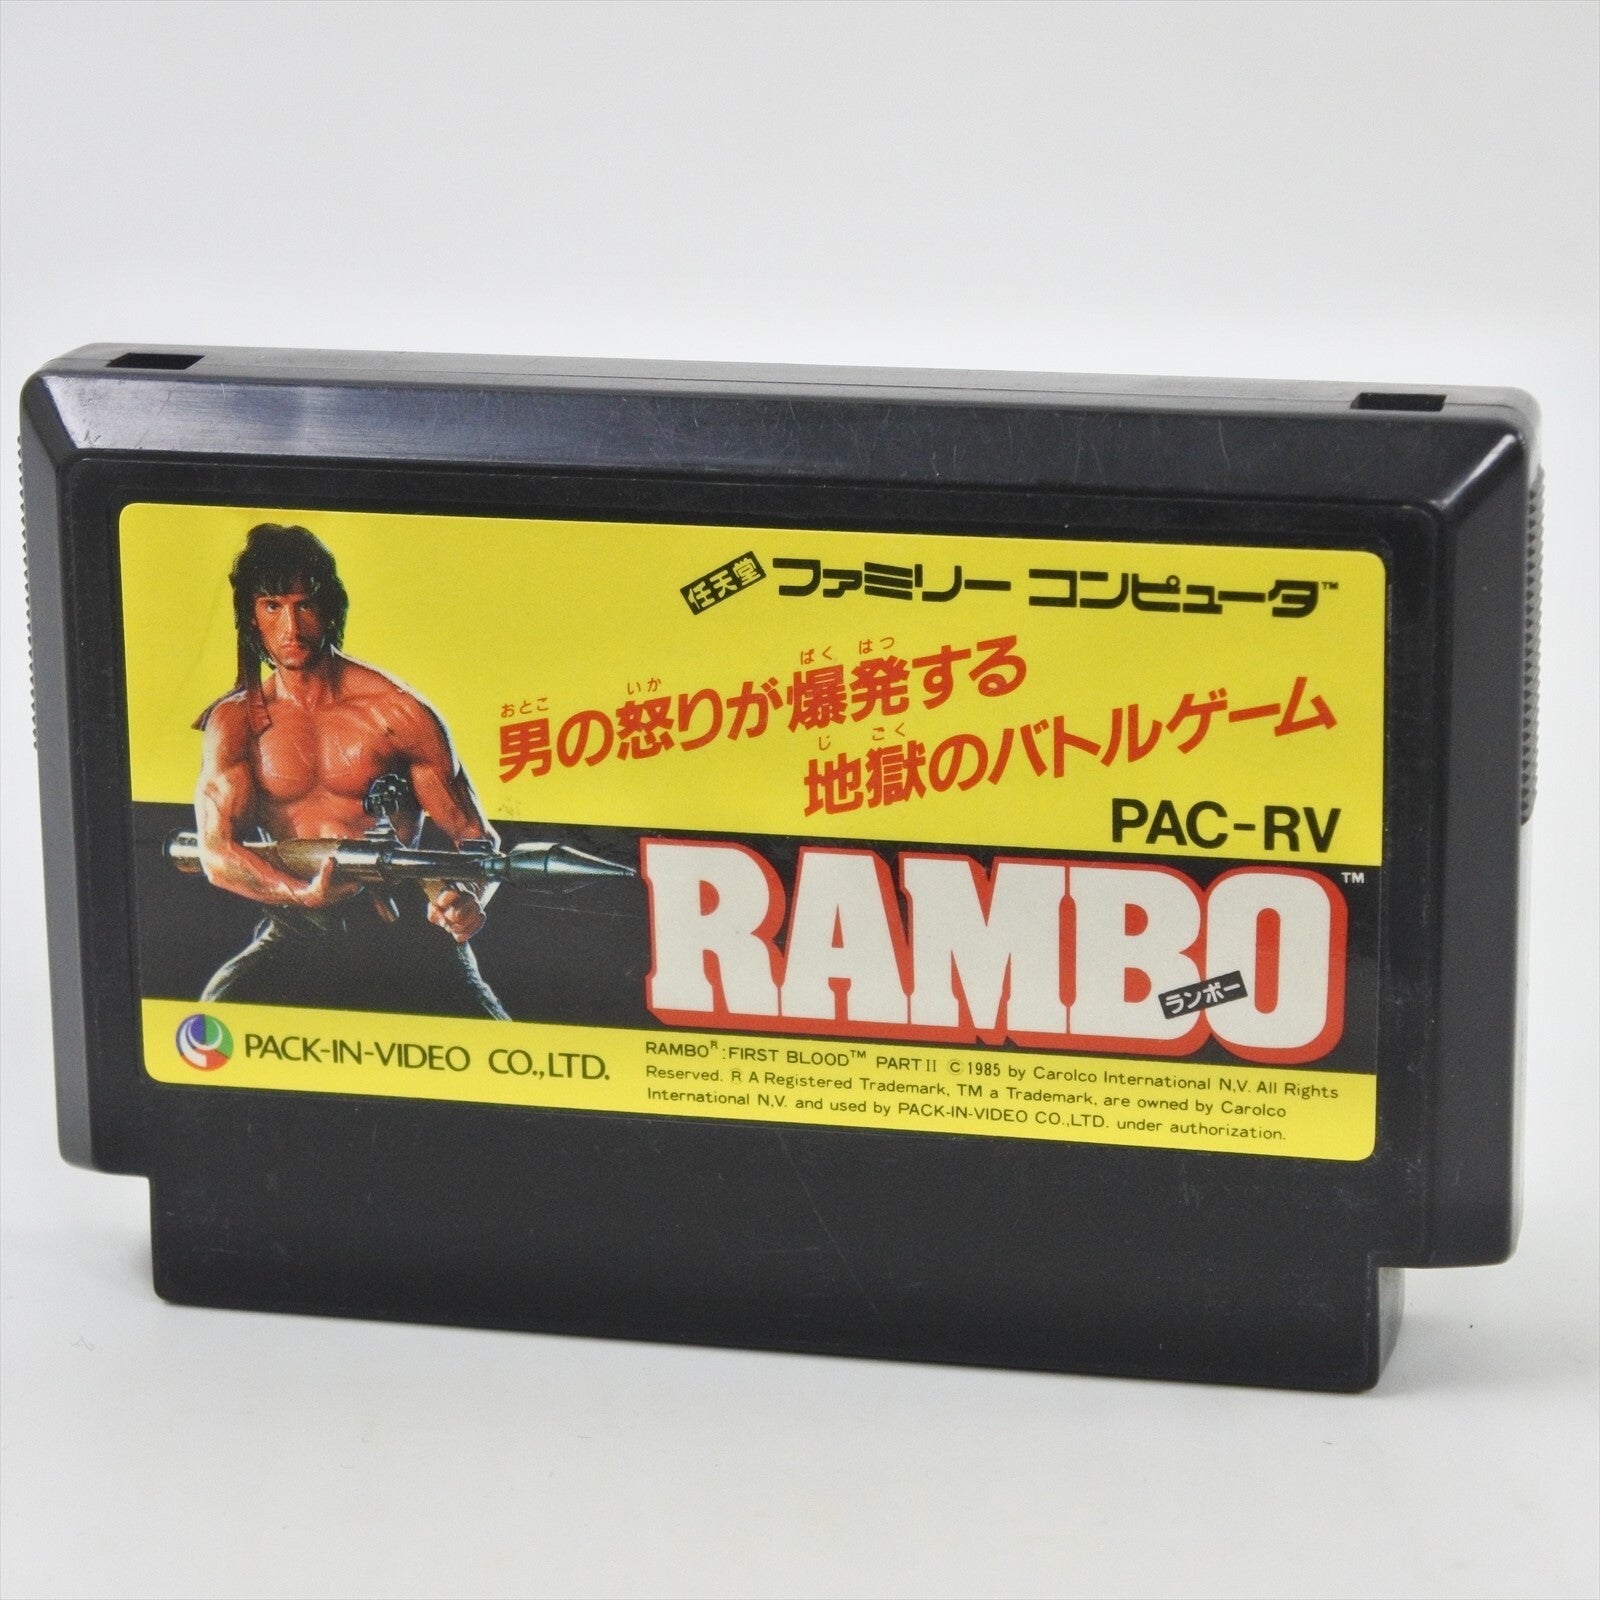 任天堂 ファミリー コンピュータ™
おとこ いか ばく はつ
男の怒りが爆発する
じ ごく
地獄のバトルゲーム
PAC-RV
RAMBO™
ランボー
PACK-IN-VIDEO CO.,LTD.
RAMBO®:FIRST BLOOD™ PART II © 1985 by Carolco International N,V. All Rights
Reserved. ® A Registered Trademark, TM a Trademark, are owned by Carolco
International N,V. and used by PACK-IN-VIDEO CO.,LTD. under authorization.